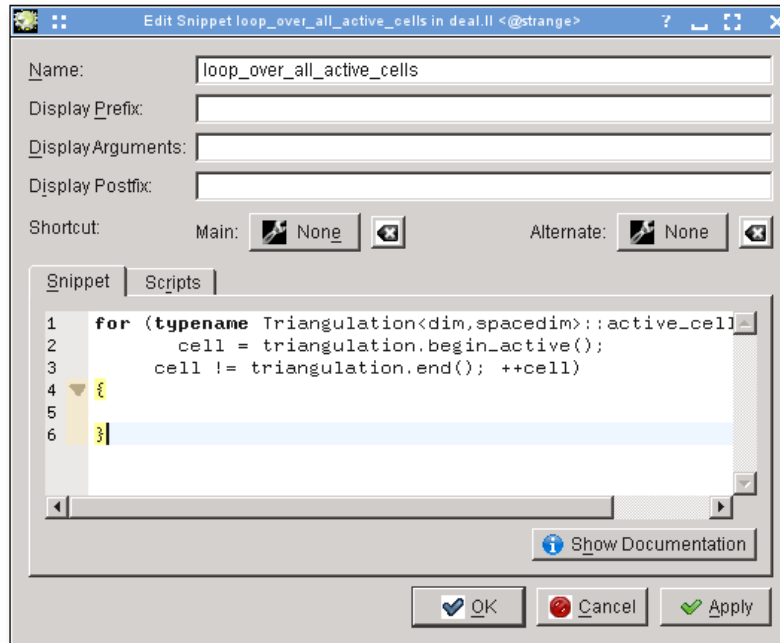 Edit Snippet loop_over_all_active_cells in deal.II <@strange> ?
Name: loop_over_all_active_cells
Display Prefix:
Display Arguments:
Display Postfix:
Shortcut: Main: None Alternate: None
Snippet Scripts
1 for (typename Triangulation<dim,spacedim>::active_cell
2 cell = triangulation.begin_active();
3 cell != triangulation.end(); ++cell)
4 {
5
6 }
Show Documentation
OK Cancel Apply